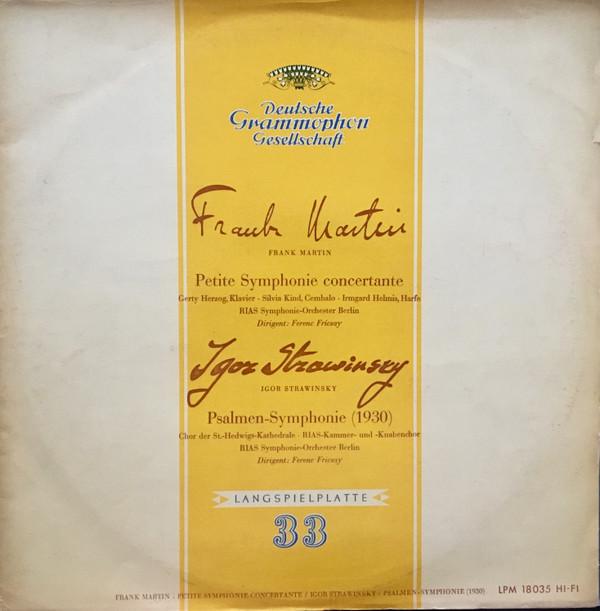 Deutsche
Grammophon
Gesellschaft
Frank Martin
FRANK MARTIN
Petite Symphonie concertante
Gerty Herzog, Klavier · Silvia Kind, Cembalo · Irmgard Helmis, Harfe
RIAS Symphonie-Orchester Berlin
Dirigent: Ferenc Fricsay
Igor Strawinsky
IGOR STRAWINSKY
Psalmen-Symphonie (1930)
Chor der St.-Hedwigs-Kathedrale · RIAS-Kammer- und -Knabenchor
RIAS Symphonie-Orchester Berlin
Dirigent: Ferenc Fricsay
LANGSPIELPLATTE
33
FRANK MARTIN : PETITE SYMPHONIE CONCERTANTE / IGOR STRAWINSKY : PSALMEN-SYMPHONIE (1930) LPM 18035 HI-FI